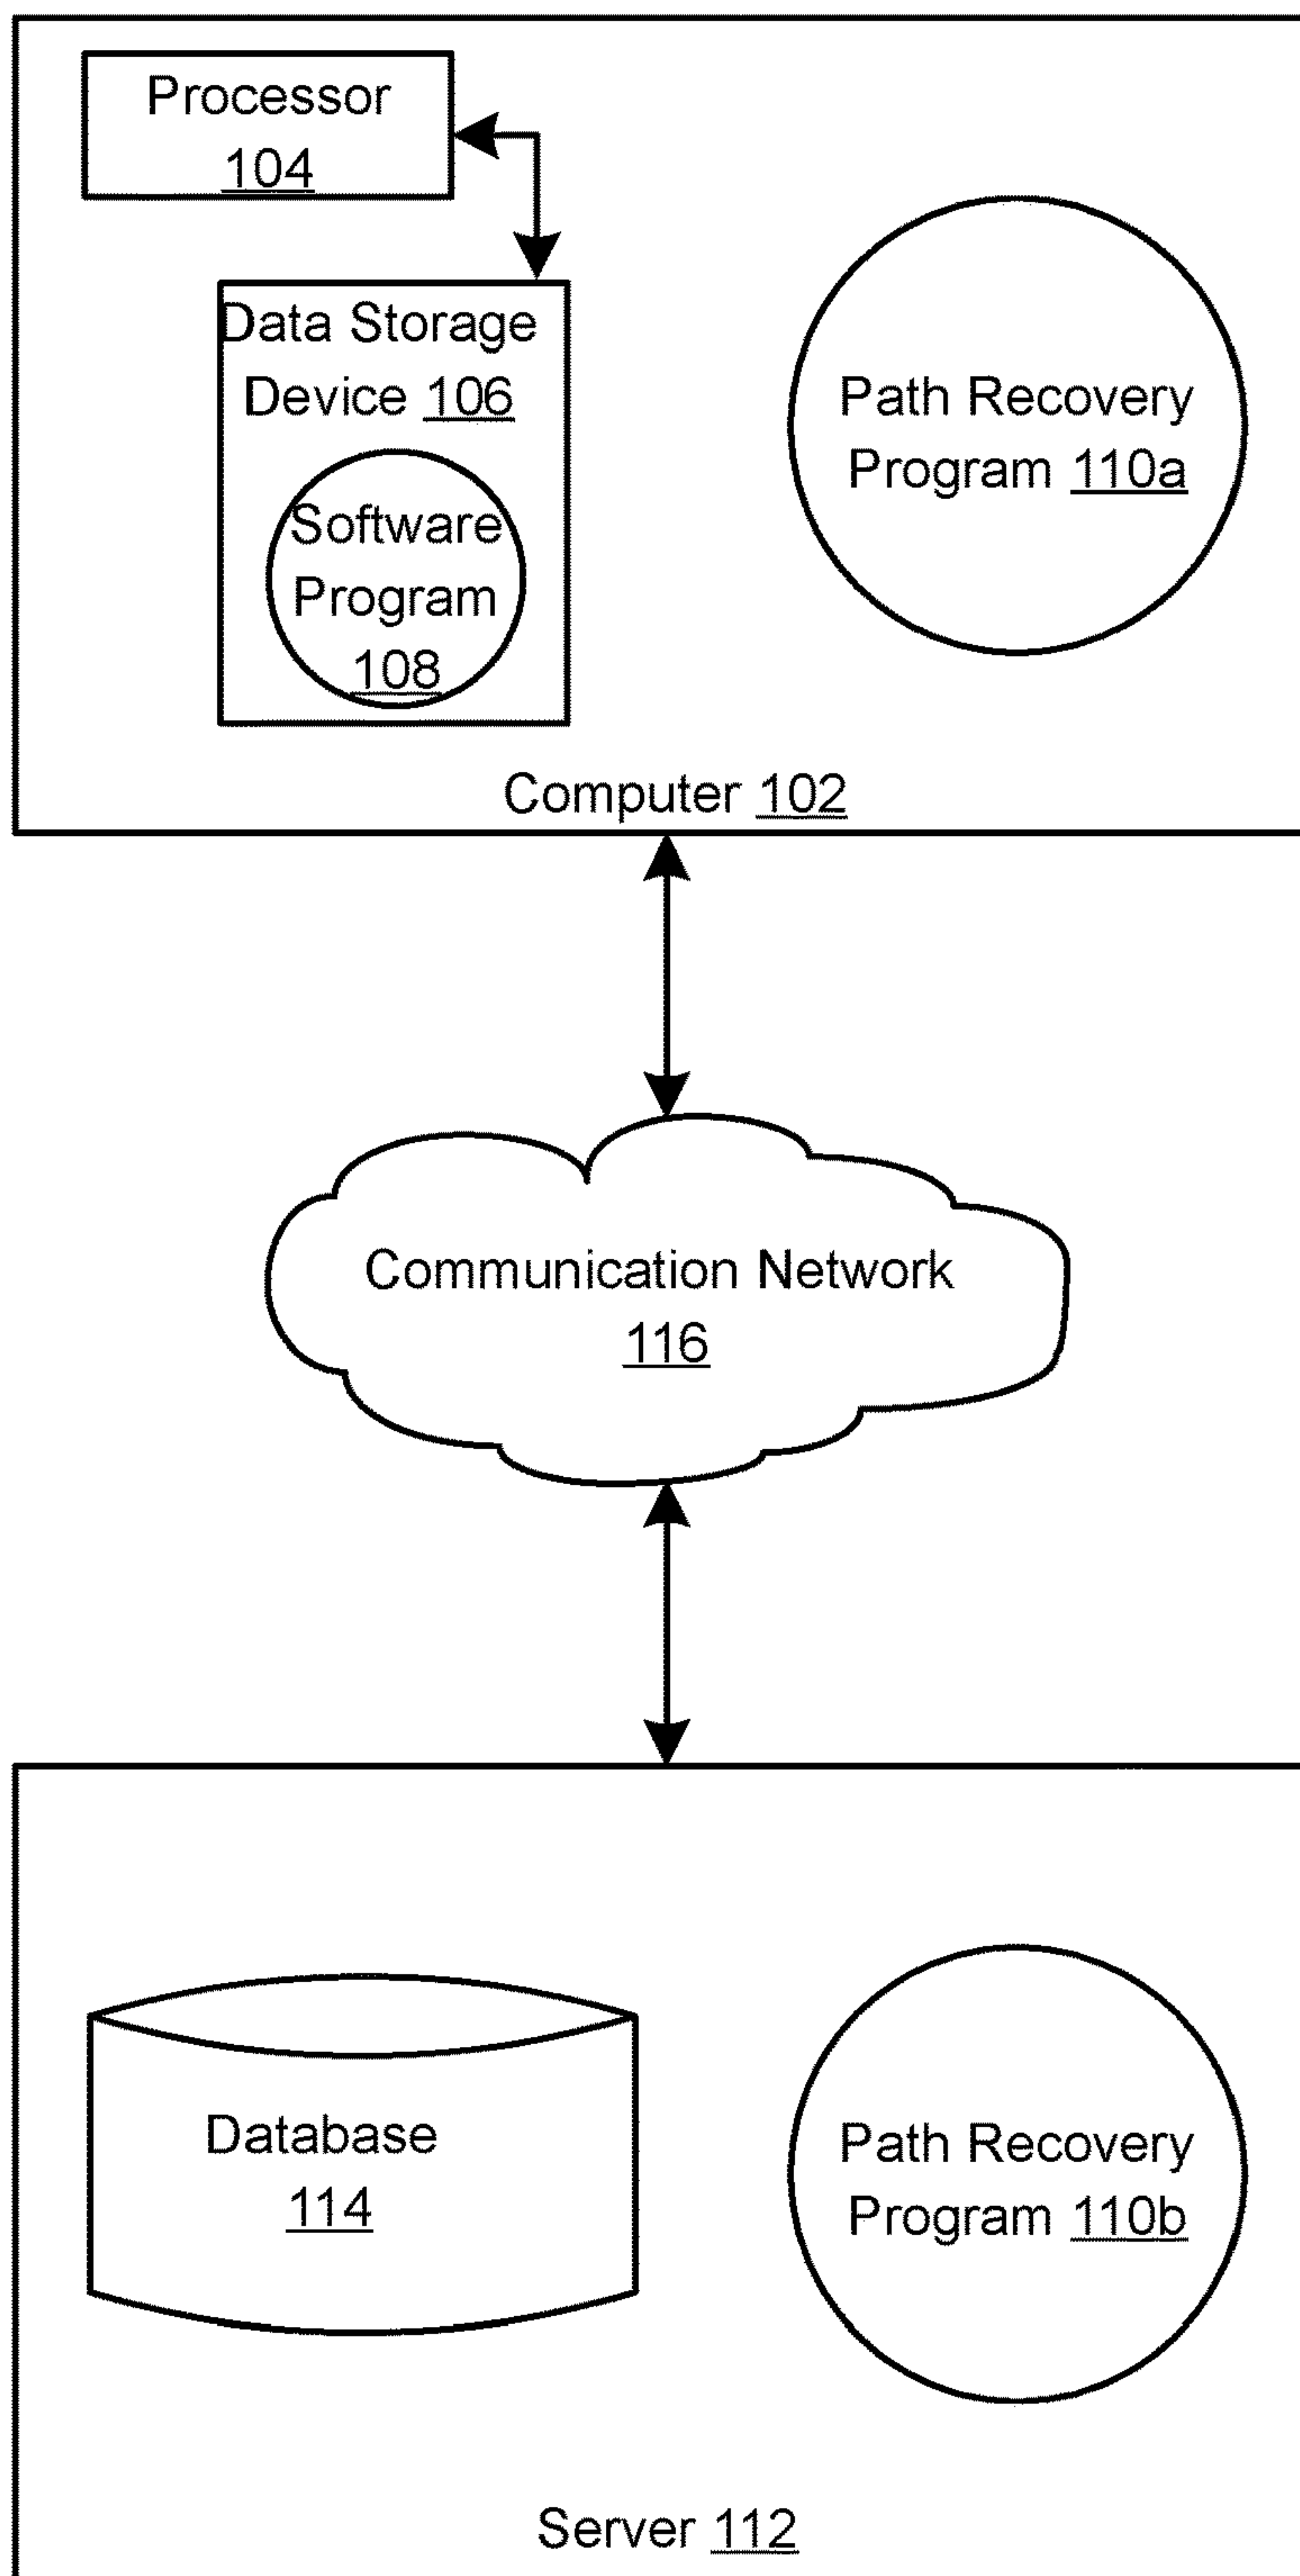 Processor
104
Data Storage
Device 106
Software
Program
108
Path Recovery
Program 110a
Computer 102
Communication Network
116
Database
114
Path Recovery
Program 110b
Server 112